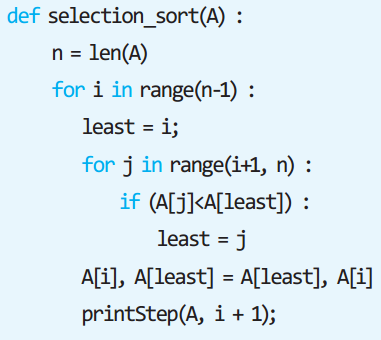 def selection_sort(A) :
    n = len(A)
    for i in range(n-1) :
        least = i;
        for j in range(i+1, n) :
            if (A[j]<A[least]) :
                least = j
        A[i], A[least] = A[least], A[i]
        printStep(A, i + 1);